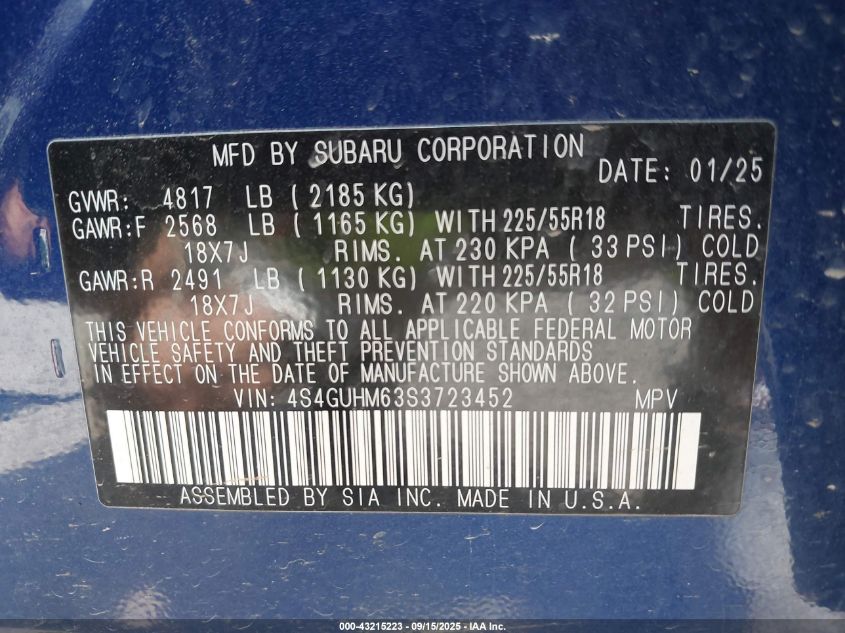 MFD BY SUBARU CORPORATION
DATE: 01/25
GVWR: 4817 LB ( 2185 KG)
GAWR:F 2568 LB ( 1165 KG) WITH 225/55R18 TIRES.
18X7J RIMS. AT 230 KPA ( 33 PSI) COLD
GAWR:R 2491 LB ( 1130 KG) WITH 225/55R18 TIRES.
18X7J RIMS. AT 220 KPA ( 32 PSI) COLD
THIS VEHICLE CONFORMS TO ALL APPLICABLE FEDERAL MOTOR
VEHICLE SAFETY AND THEFT PREVENTION STANDARDS
IN EFFECT ON THE DATE OF MANUFACTURE SHOWN ABOVE.
VIN: 4S4GUHM63S3723452 MPV
ASSEMBLED BY SIA INC. MADE IN U.S.A.
000-43215223 - 09/15/2025 - IAA Inc.